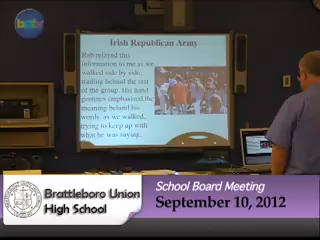 bctv
Irish Republican Army
Rob relayed this
information to me as we
walked side by side,
trailing behind the rest
of the group. His hand
gestures emphasized the
meaning behind his
words, as we walked,
trying to keep up with
what he was saying.
Brattleboro Union
High School
School Board Meeting
September 10, 2012